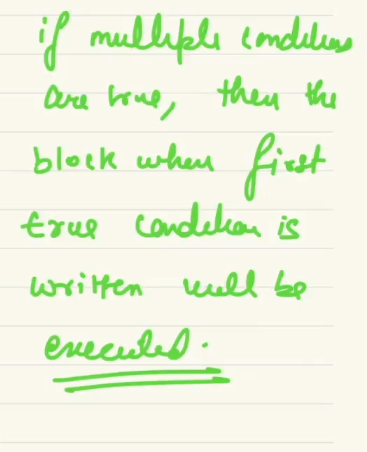 if multiple conditions
are true, then the
block when first
true condition is
written will be
executed.